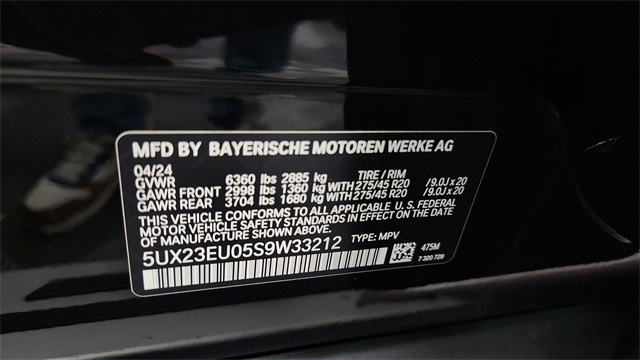 MFD BY BAYERISCHE MOTOREN WERKE AG
04/24
GVWR 6360 lbs 2885 kg TIRE / RIM
GAWR FRONT 2998 lbs 1360 kg WITH 275/45 R20 / 9.0J x 20
GAWR REAR 3704 lbs 1680 kg WITH 275/45 R20 / 9.0J x 20
THIS VEHICLE CONFORMS TO ALL APPLICABLE U. S. FEDERAL
MOTOR VEHICLE SAFETY STANDARDS IN EFFECT ON THE DATE
OF MANUFACTURE SHOWN ABOVE.
5UX23EU05S9W33212 TYPE: MPV
475M
7 320 729